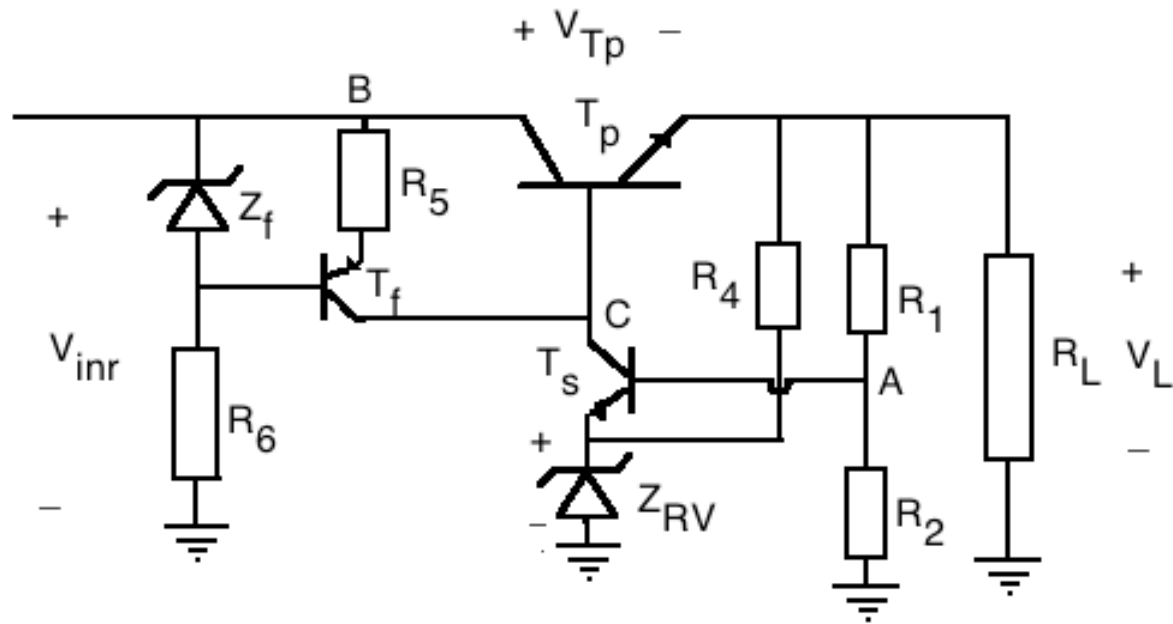 + V_Tp –
B
T_p
R_5
Z_f
+
T_f
C
R_4
R_1
+
V_inr
T_s
A
R_L
V_L
R_6
+
–
Z_RV
R_2
–
–